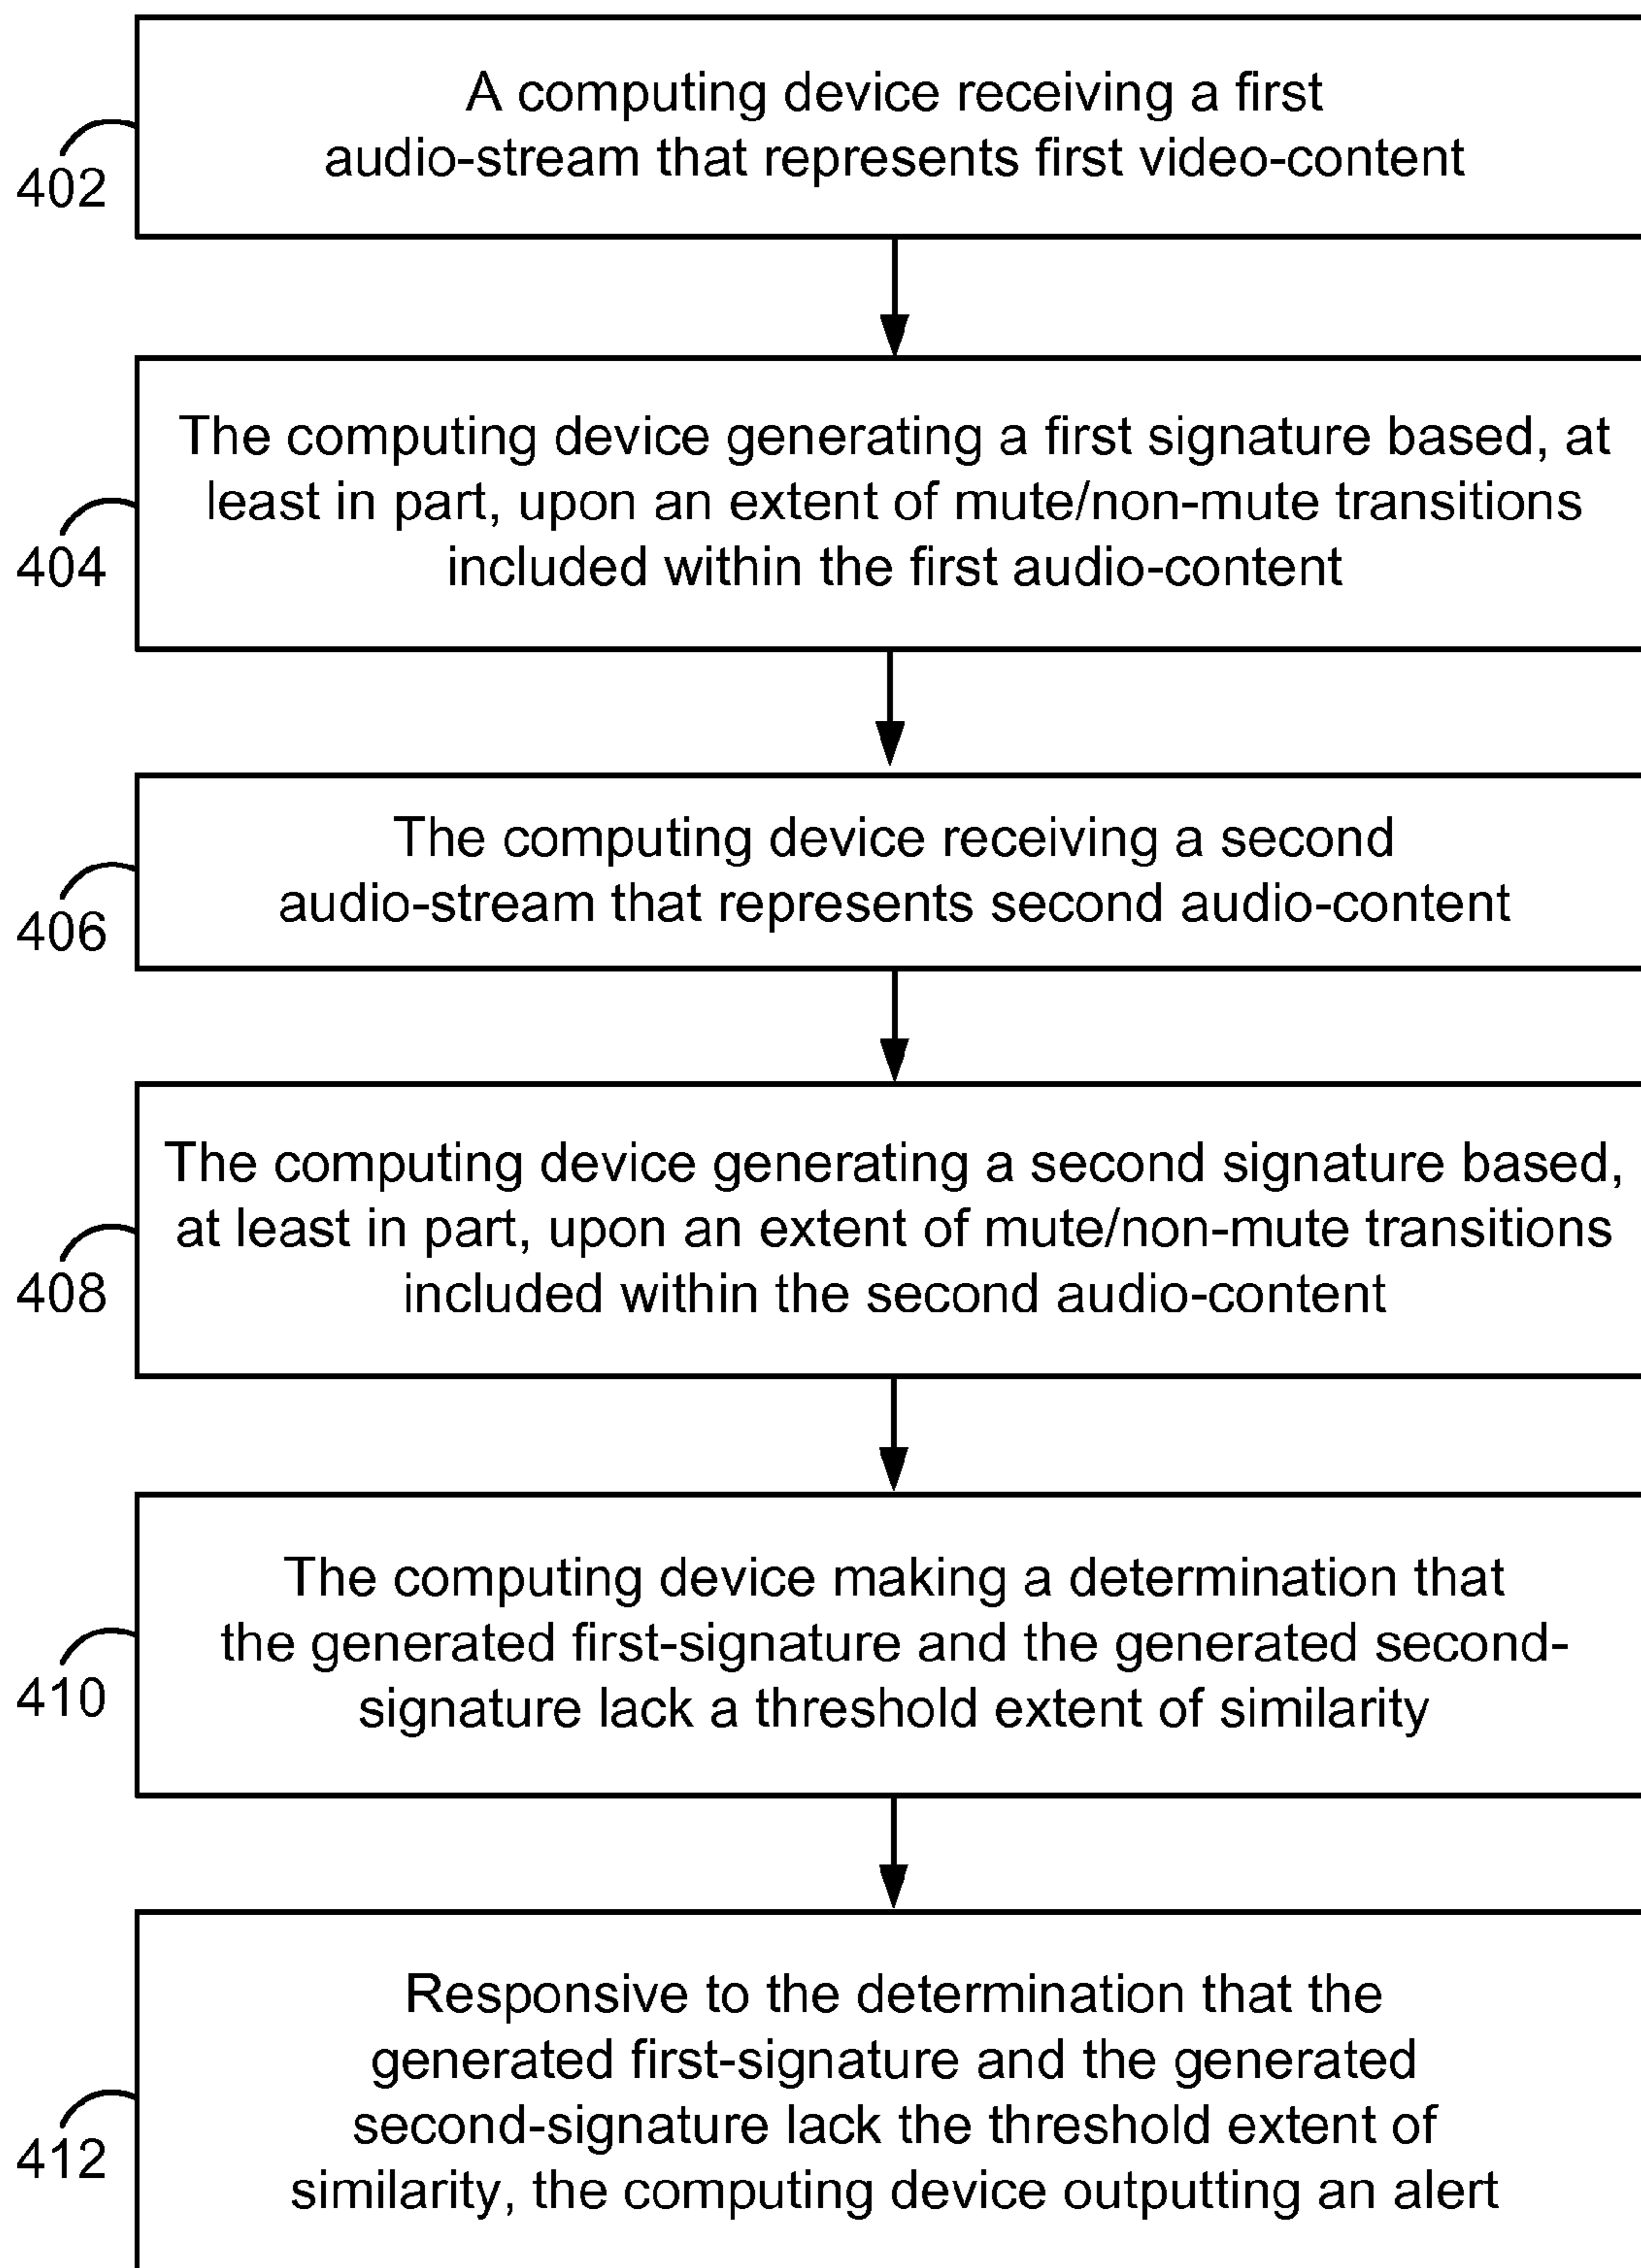 A computing device receiving a first
audio-stream that represents first video-content
402
The computing device generating a first signature based, at
least in part, upon an extent of mute/non-mute transitions
included within the first audio-content
404
The computing device receiving a second
audio-stream that represents second audio-content
406
The computing device generating a second signature based,
at least in part, upon an extent of mute/non-mute transitions
included within the second audio-content
408
The computing device making a determination that
the generated first-signature and the generated second-
signature lack a threshold extent of similarity
410
Responsive to the determination that the
generated first-signature and the generated
second-signature lack the threshold extent of
similarity, the computing device outputting an alert
412